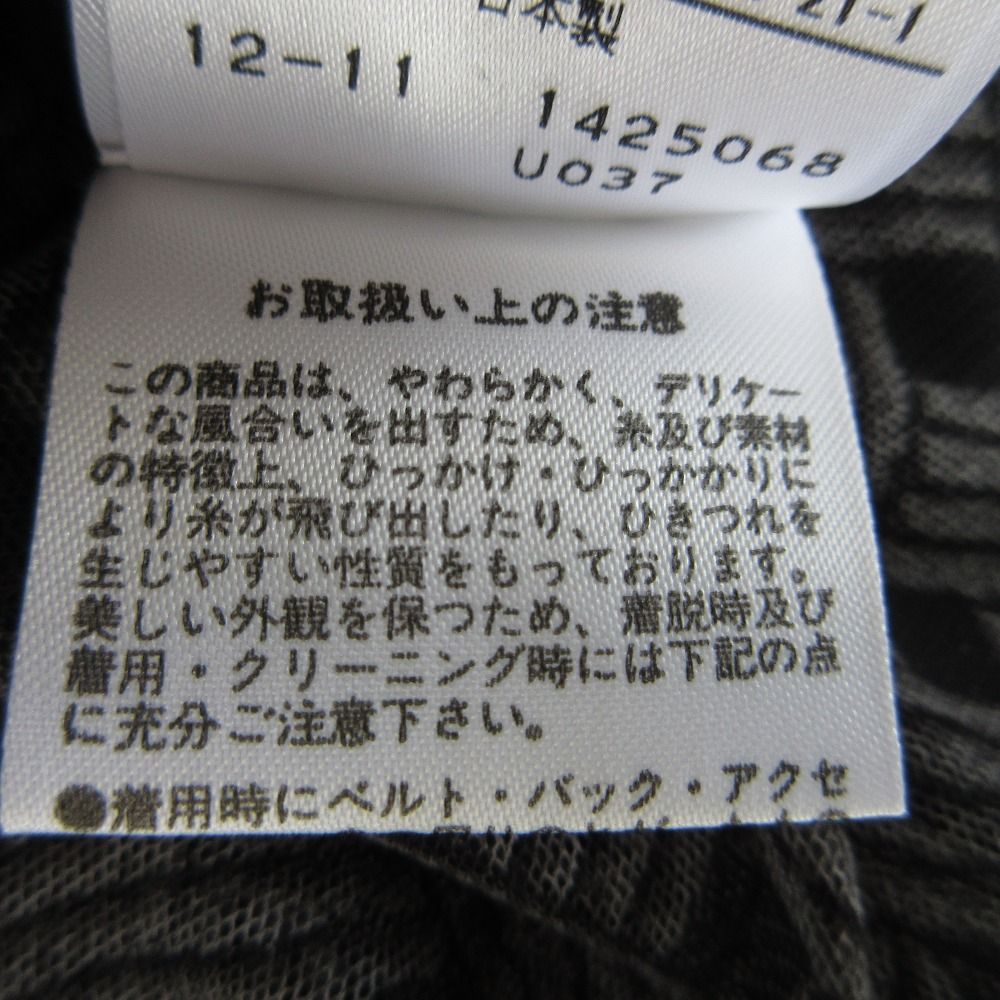 日本製
21-1
12-11
1425068
U037
お取扱い上の注意
この商品は、やわらかく、デリケー
トな風合いを出すため、糸及び素材
の特徴上、ひっかけ・ひっかかりに
より糸が飛び出したり、ひきつれを
生じやすい性質をもっております。
美しい外観を保つため、着脱時及び
着用・クリーニング時には下記の点
に充分ご注意下さい。
●着用時にベルト・バック・アクセ